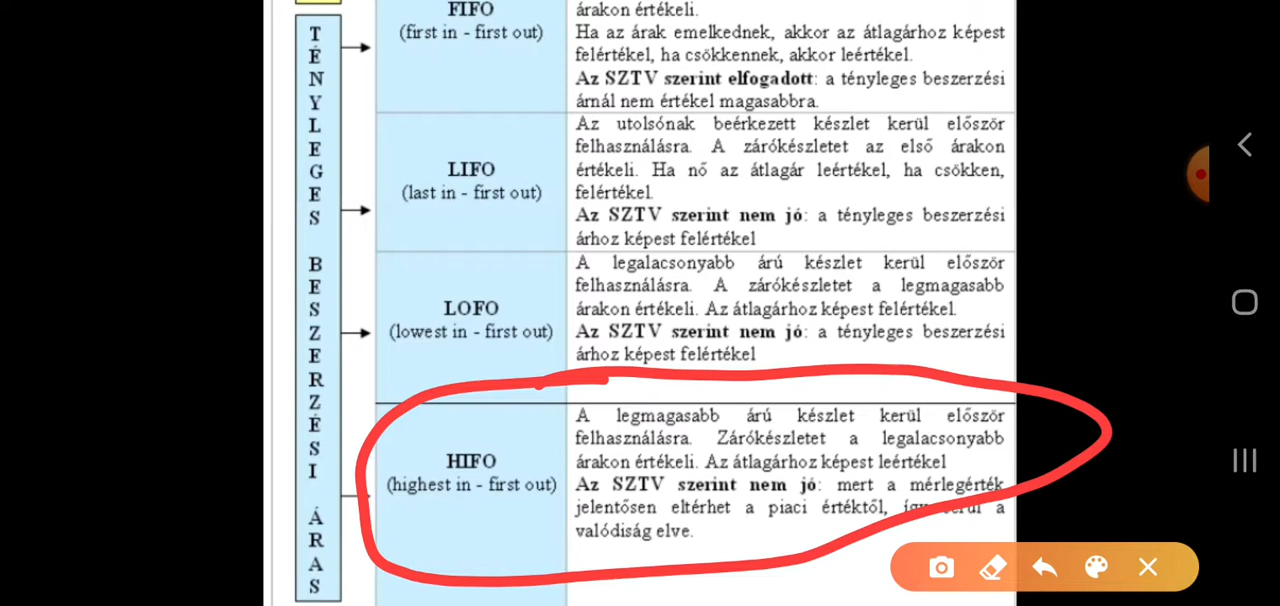 T
É
N
Y
L
E
G
E
S
B
E
S
Z
E
R
Z
É
S
I
Á
R
A
S
FIFO
(first in - first out)
árakon értékeli.
Ha az árak emelkednek, akkor az átlagárhoz képest
felértékel, ha csökkennek, akkor leértékel.
Az SZTV szerint elfogadott: a tényleges beszerzési
árnál nem értékel magasabbra.
LIFO
(last in - first out)
Az utolsónak beérkezett készlet kerül először
felhasználásra. A zárókészletet az első árakon
értékeli. Ha nő az átlagár leértékel, ha csökken,
felértékel.
Az SZTV szerint nem jó: a tényleges beszerzési
árhoz képest felértékel
LOFO
(lowest in - first out)
A legalacsonyabb árú készlet kerül először
felhasználásra. A zárókészletet a legmagasabb
árakon értékeli. Az átlagárhoz képest felértékel.
Az SZTV szerint nem jó: a tényleges beszerzési
árhoz képest felértékel
HIFO
(highest in - first out)
A legmagasabb árú készlet kerül először
felhasználásra. Zárókészletet a legalacsonyabb
árakon értékeli. Az átlagárhoz képest leértékel
Az SZTV szerint nem jó: mert a mérlegérték
jelentősen eltérhet a piaci értéktől, a
valódiság elve.